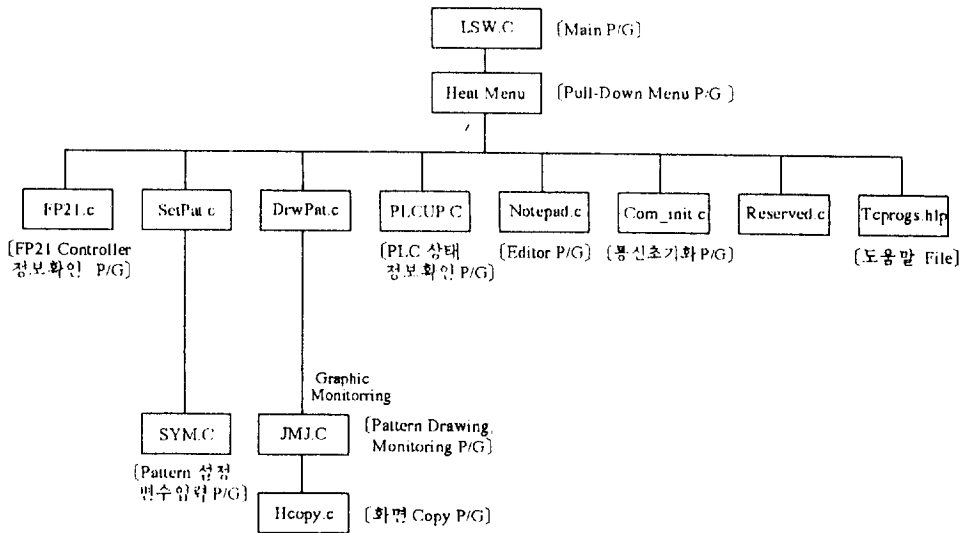 LSW.C [Main P/G]
Heat Menu [Pull-Down Menu P/G ]
FP21.c
SetPat.c
DrwPat.c
PLCUP.C
Notepad.c
Com_init.c
Reserved.c
Tcprogs.hlp
[FP21 Controller
정보확인 P/G]
[PLC 상태
정보확인 P/G]
[Editor P/G]
[통신초기화 P/G]
[도움말 File]
Graphic
Monitorring
SYM.C
JMJ.C
[Pattern Drawing,
Monitoring P/G]
[Pattern 설정
변수입력 P/G]
Hcopy.c
[화면 Copy P/G]